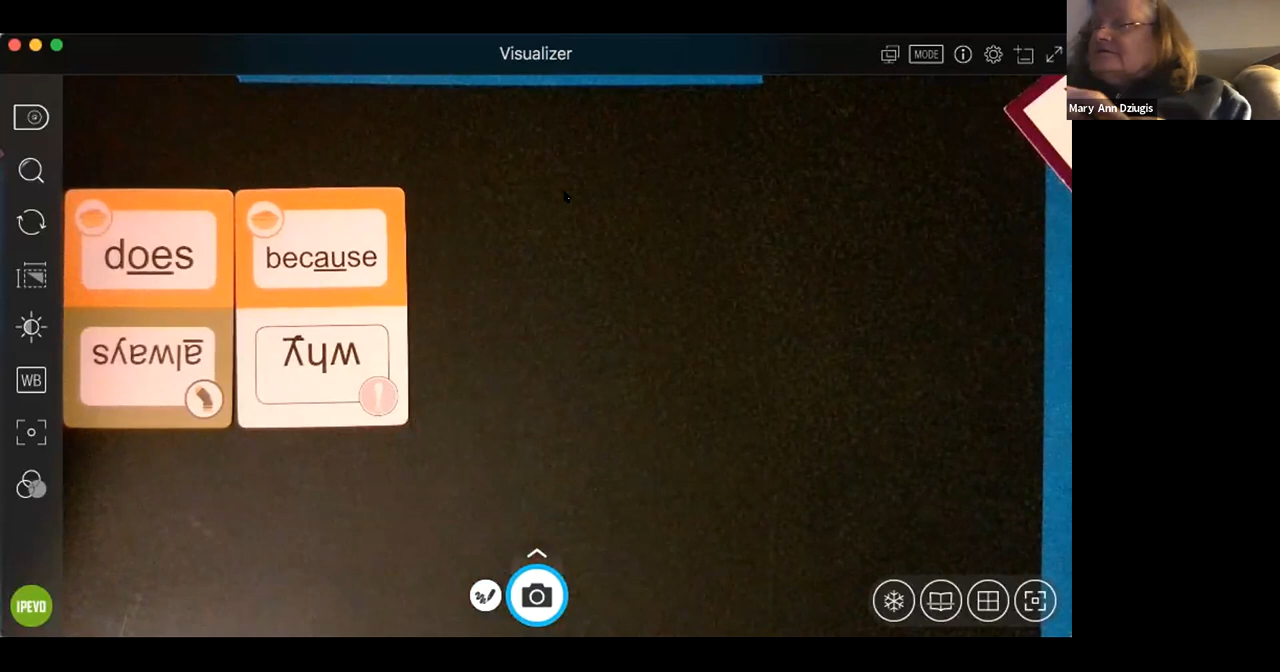 Visualizer
MODE
Mary Ann Dziugis
does
because
always
why
WB
IPEVO